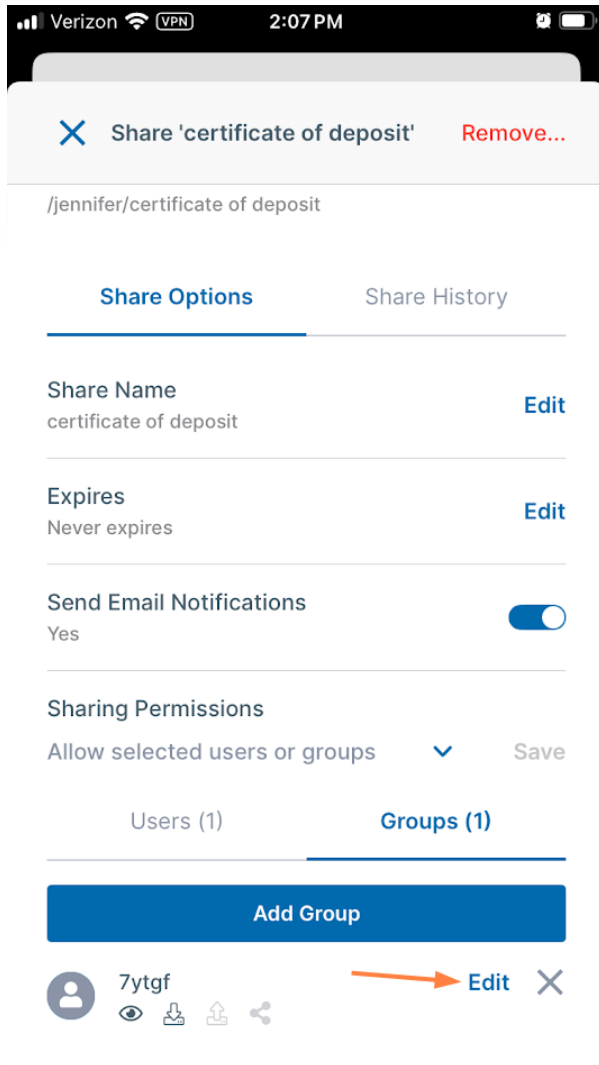 Verizon VPN 2:07 PM
Share 'certificate of deposit' Remove...
/jennifer/certificate of deposit
Share Options Share History
Share Name
Edit
certificate of deposit
Expires
Edit
Never expires
Send Email Notifications
Yes
Sharing Permissions
Allow selected users or groups Save
Users (1) Groups (1)
Add Group
7ytgf Edit